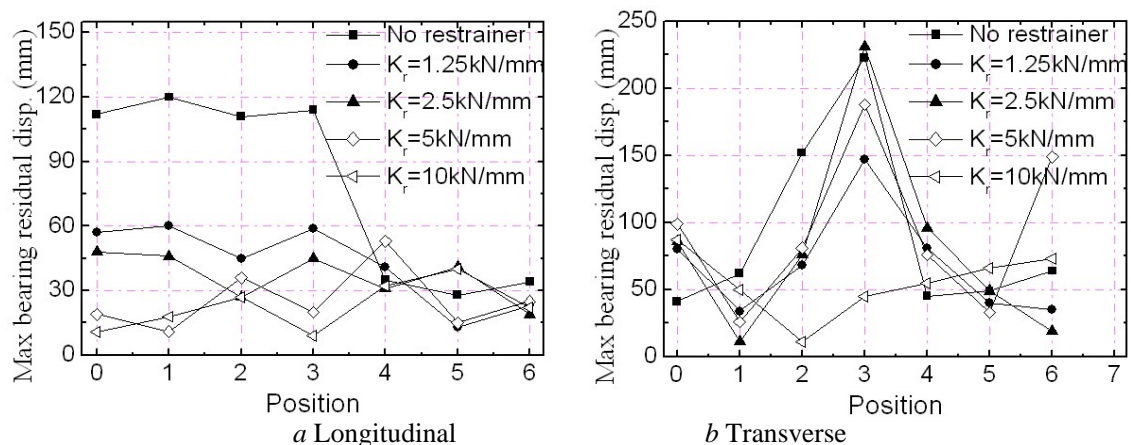 Max bearing residual disp. (mm)
150
120
90
60
30
0
0 1 2 3 4 5 6
Position
No restrainer
K_r=1.25kN/mm
K_r=2.5kN/mm
K_r=5kN/mm
K_r=10kN/mm
a Longitudinal
Max bearing residual disp. (mm)
250
200
150
100
50
0
0 1 2 3 4 5 6 7
Position
No restrainer
K_r=1.25kN/mm
K_r=2.5kN/mm
K_r=5kN/mm
K_r=10kN/mm
b Transverse